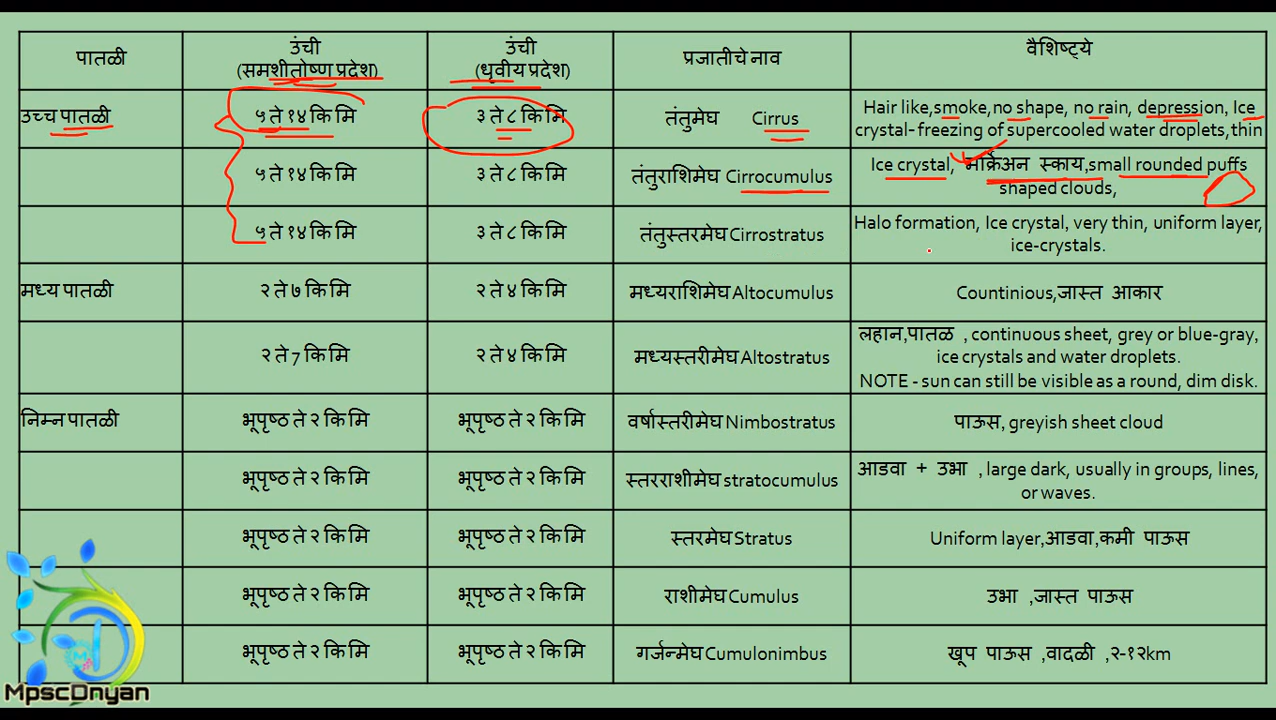 पातळी उंची (समशीतोष्ण प्रदेश) उंची (धृवीय प्रदेश) प्रजातीचे नाव वैशिष्ट्ये
उच्च पातळी ५ ते १४ कि मि ३ ते ८ कि मि तंतुमेघ Cirrus Hair like,smoke,no shape, no rain, depression, Ice
crystal-freezing of supercooled water droplets,thin
५ ते १४ कि मि ३ ते ८ कि मि तंतुराशिमेघ Cirrocumulus Ice crystal, माक्रेअन स्काय,small rounded puffs
shaped clouds,
५ ते १४ कि मि ३ ते ८ कि मि तंतुस्तरमेघ Cirrostratus Halo formation, Ice crystal, very thin, uniform layer,
ice-crystals.
मध्य पातळी २ ते ७ कि मि २ ते ४ कि मि मध्यराशिमेघ Altocumulus Countinious,जास्त आकार
२ ते 7 कि मि २ ते ४ कि मि मध्यस्तरीमेघ Altostratus लहान,पातळ , continuous sheet, grey or blue-gray,
ice crystals and water droplets.
NOTE - sun can still be visible as a round, dim disk.
निम्न पातळी भूपृष्ठ ते २ कि मि भूपृष्ठ ते २ कि मि वर्षास्तरीमेघ Nimbostratus पाऊस, greyish sheet cloud
भूपृष्ठ ते २ कि मि भूपृष्ठ ते २ कि मि स्तरराशीमेघ stratocumulus आडवा + उभा , large dark, usually in groups, lines,
or waves.
भूपृष्ठ ते २ कि मि भूपृष्ठ ते २ कि मि स्तरमेघ Stratus Uniform layer,आडवा,कमी पाऊस
भूपृष्ठ ते २ कि मि भूपृष्ठ ते २ कि मि राशीमेघ Cumulus उभा ,जास्त पाऊस
भूपृष्ठ ते २ कि मि भूपृष्ठ ते २ कि मि गर्जन्मेघ Cumulonimbus खूप पाऊस ,वादळी ,२-१२km
MpscDnyan